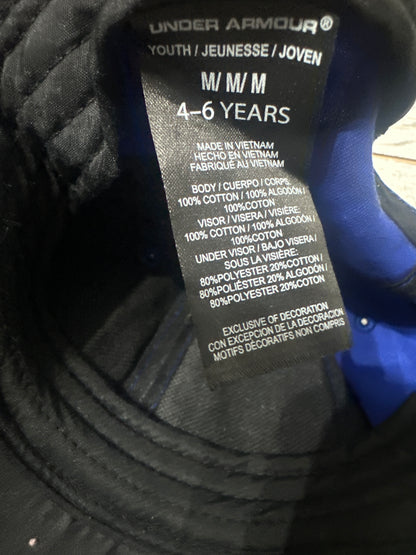 UNDER ARMOUR®
YOUTH / JEUNESSE / JOVEN
M/ M/ M
4–6 YEARS
MADE IN VIETNAM
HECHO EN VIETNAM
FABRIQUÉ AU VIETNAM
BODY / CUERPO / CORPS:
100% COTTON / 100% ALGODÓN /
100%COTON
VISOR / VISERA / VISIÈRE:
100% COTTON / 100% ALGODÓN /
100%COTON
UNDER VISOR / BAJO VISERA /
SOUS LA VISIÈRE:
80%POLYESTER 20%COTTON /
80%POLIÉSTER 20% ALGODÓN /
80%POLYESTER 20%COTON
EXCLUSIVE OF DECORATION
CON EXCEPCION DE LA DECORACION
MOTIFS DÉCORATIFS NON COMPRIS